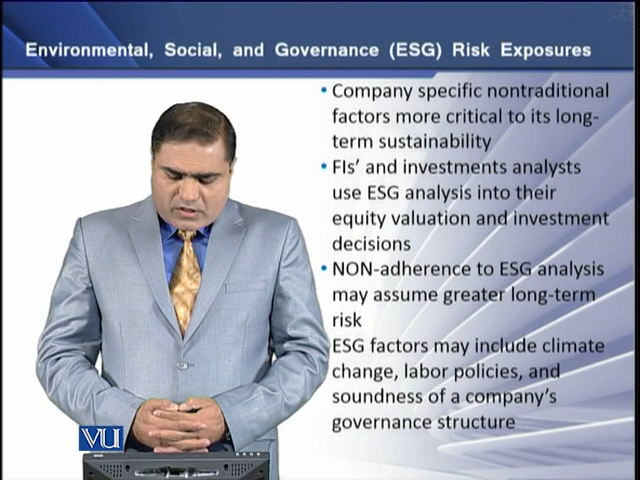 Environmental, Social, and Governance (ESG) Risk Exposures
• Company specific nontraditional
factors more critical to its long-
term sustainability
• FIs' and investments analysts
use ESG analysis into their
equity valuation and investment
decisions
• NON-adherence to ESG analysis
may assume greater long-term
risk
ESG factors may include climate
change, labor policies, and
soundness of a company's
governance structure
VU